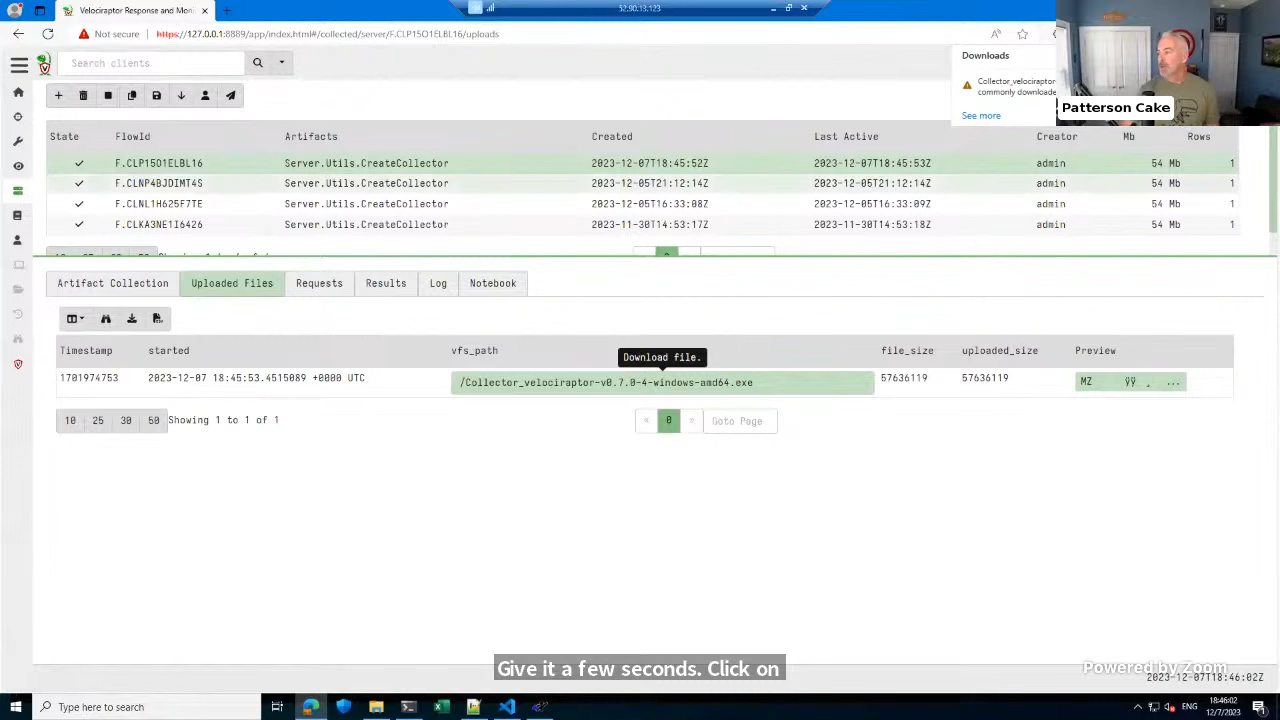 Velociraptor Response and Moni
52.90.13.123
Not secure
https://127.0.0.1:8889/app/index.html#/collected/server/F.CLP15O1ELBL16/uploads
Search clients
Downloads
Collector_velociraptor
commonly downloade
See more
Patterson Cake
State FlowId Artifacts Created Last Active Creator Mb Rows
F.CLP15O1ELBL16 Server.Utils.CreateCollector 2023-12-07T18:45:52Z 2023-12-07T18:45:53Z admin 54 Mb 1
F.CLNP4BJDIMT4S Server.Utils.CreateCollector 2023-12-05T21:12:14Z 2023-12-05T21:12:14Z admin 54 Mb 1
F.CLNL1H625F7TE Server.Utils.CreateCollector 2023-12-05T16:33:08Z 2023-12-05T16:33:09Z admin 54 Mb 1
F.CLKA3NE1I6426 Server.Utils.CreateCollector 2023-11-30T14:53:17Z 2023-11-30T14:53:18Z admin 54 Mb 1
Artifact Collection Uploaded Files Requests Results Log Notebook
Timestamp started vfs_path file_size uploaded_size Preview
Download file.
1701974753 2023-12-07 18:45:53.4515089 +0000 UTC /Collector_velociraptor-v0.7.0-4-windows-amd64.exe 57636119 57636119 MZ ÿÿ ¸ ...
10 25 30 50 Showing 1 to 1 of 1 « 0 » Goto Page
Give it a few seconds. Click on
Powered by Zoom
2023-12-07T18:46:02Z
Type here to search
ENG
18:46:02
12/7/2023